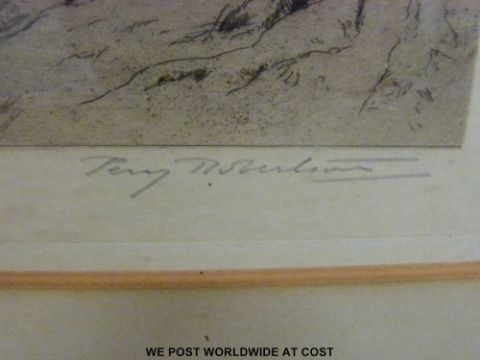 Percy Robertson
WE POST WORLDWIDE AT COST